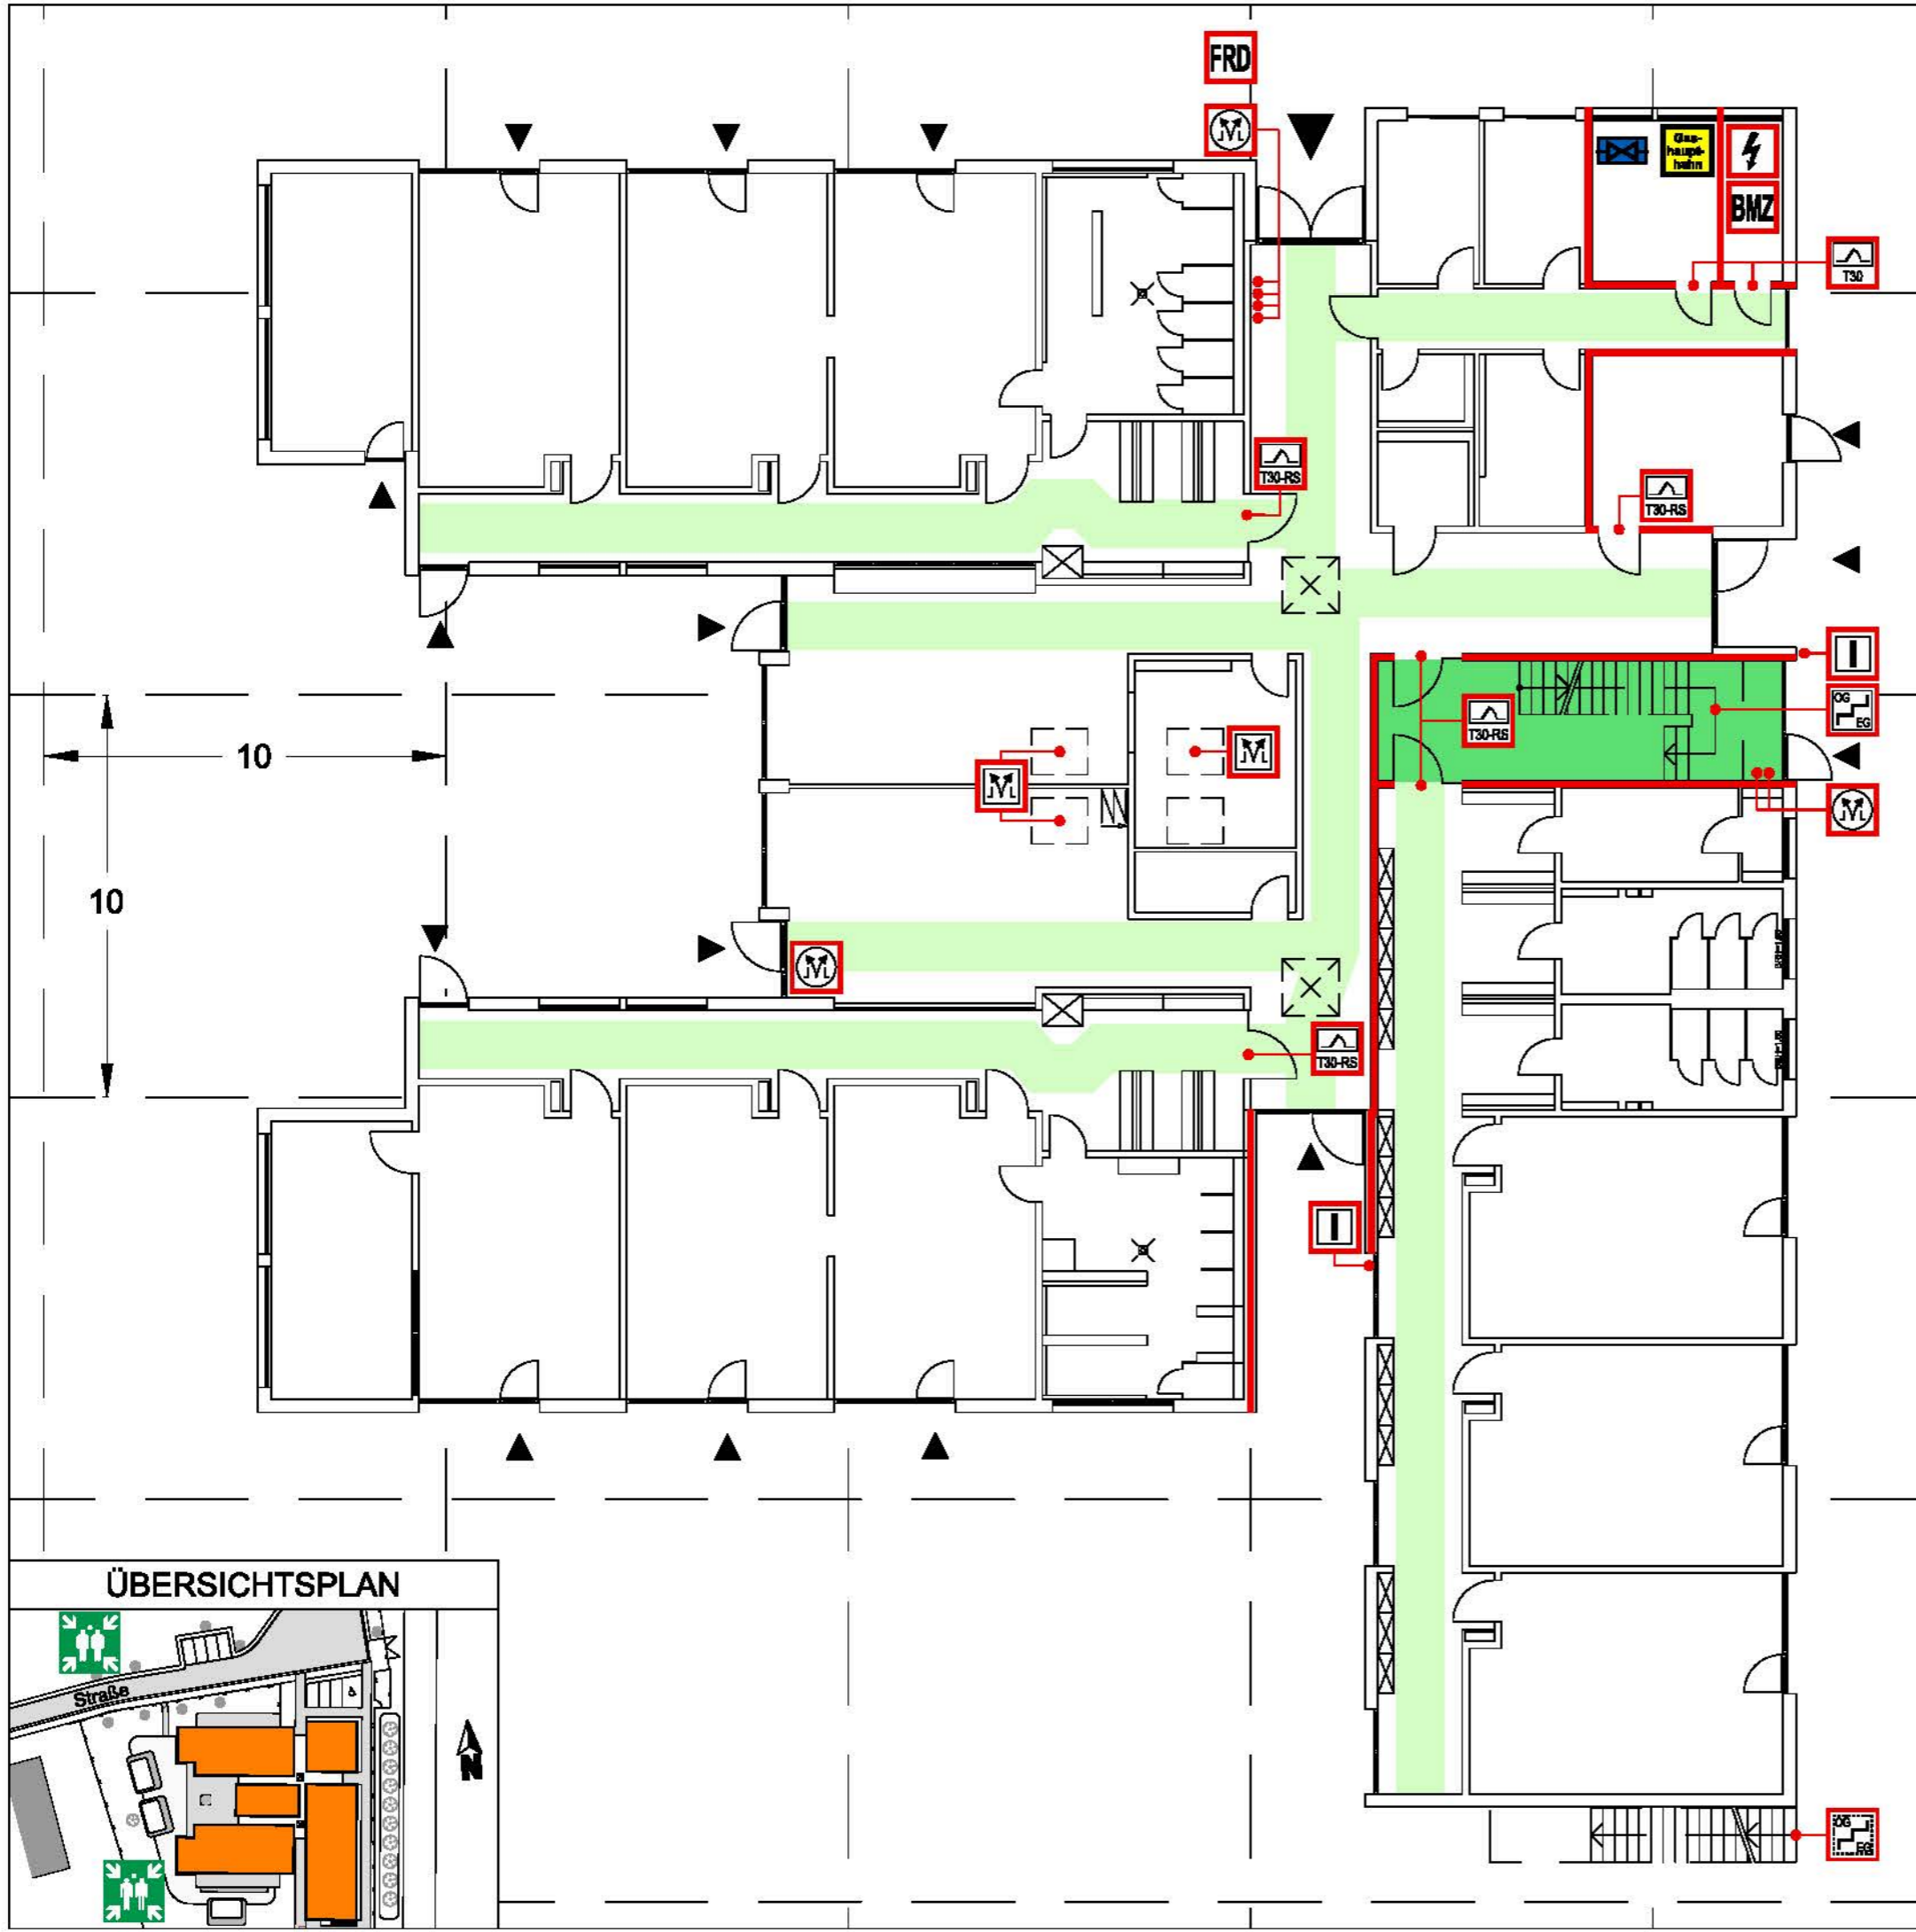 FRD
Gas-
haupt-
hahn
BMZ
T30
T30-RS
T30-RS
OG
EG
T30-RS
10
10
T30-RS
ÜBERSICHTSPLAN
Straße
N
OG
EG